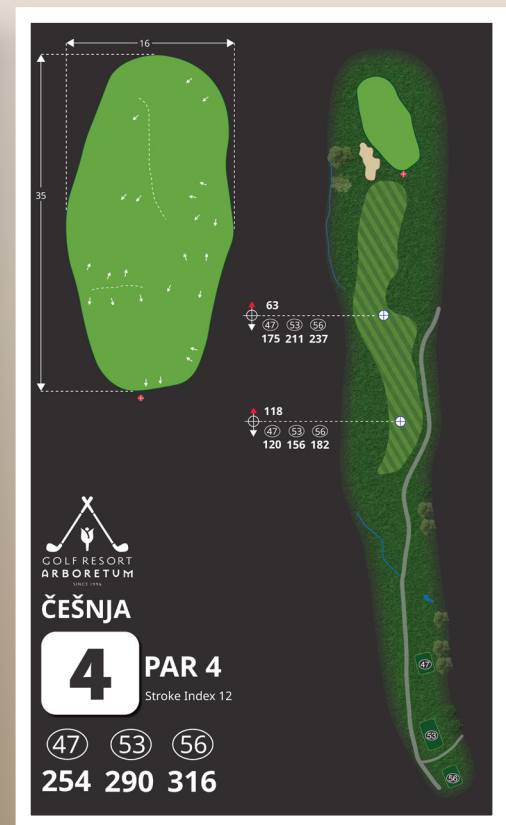 16
35
63
47 53 56
175 211 237
118
47 53 56
120 156 182
GOLF RESORT
ARBORETUM
SINCE 1996
ČEŠNJA
4
PAR 4
Stroke Index 12
47 53 56
254 290 316
47
53
56